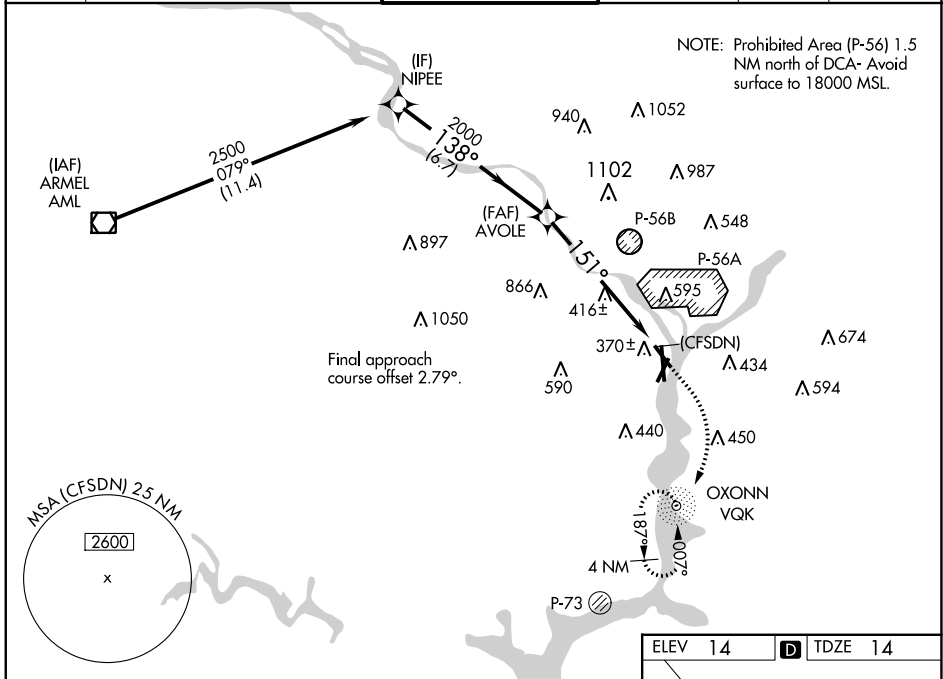 NOTE: Prohibited Area (P-56) 1.5
NM north of DCA- Avoid
surface to 18000 MSL.
(IF)
NIPEE
940
1052
2000
138°
(6.7)
2500
079°
(11.4)
(IAF)
ARMEL
AML
1102
987
(FAF)
AVOLE
P-56B
548
897
151°
P-56A
866
416±
595
1050
370±
(CFSDN)
674
434
Final approach
course offset 2.79°.
590
594
440
450
MSA (CFSDN) 25 NM
2600
x
OXONN
VQK
187°
007°
4 NM
P-73
ELEV 14 D TDZE 14